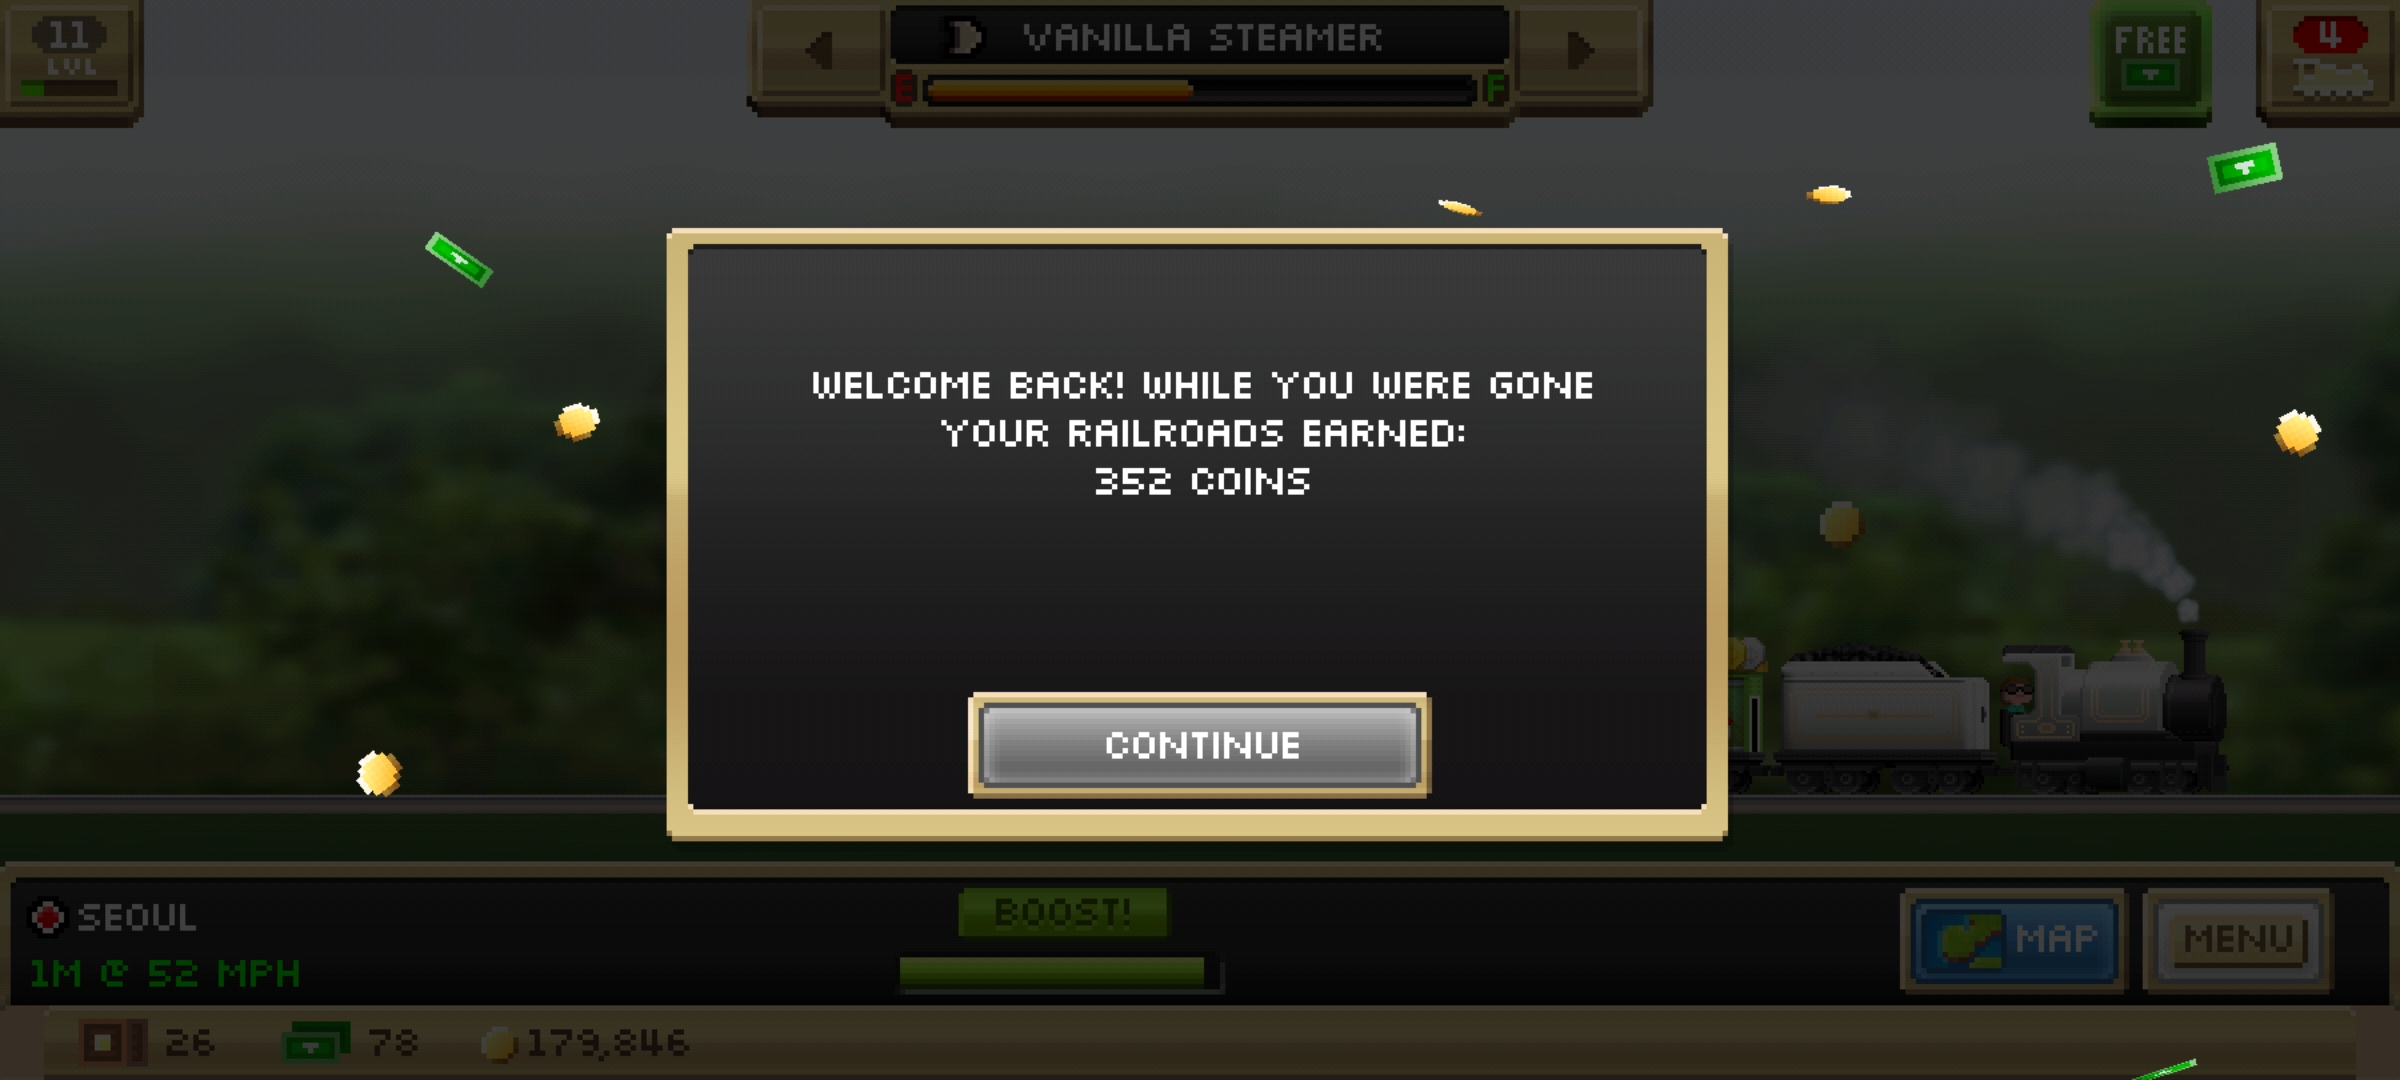 11
LVL
VANILLA STEAMER
E F
FREE
4
WELCOME BACK! WHILE YOU WERE GONE
YOUR RAILROADS EARNED:
352 COINS
CONTINUE
SEOUL
1M @ 52 MPH
BOOST!
MAP
MENU
26 78 179,846